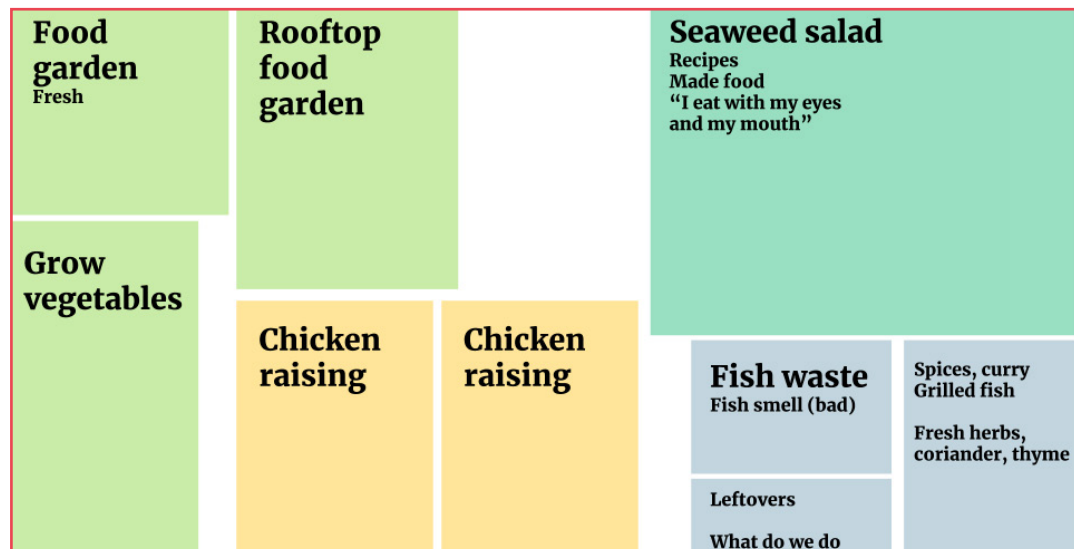 Food
garden
Fresh
Rooftop
food
garden
Seaweed salad
Recipes
Made food
“I eat with my eyes
and my mouth”
Grow
vegetables
Chicken
raising
Chicken
raising
Fish waste
Fish smell (bad)
Spices, curry
Grilled fish
Fresh herbs,
coriander, thyme
Leftovers
What do we do